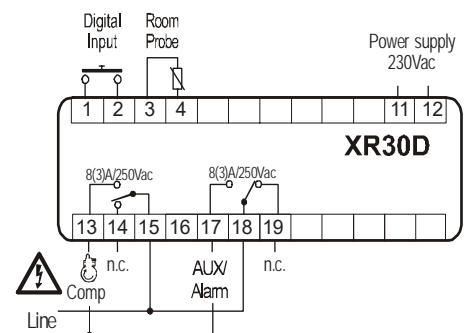 Digital Room
Input Probe
Power supply
230Vac
1 2 3 4 11 12
XR30D
8(3)A/250Vac 8(3)A/250Vac
13 14 15 16 17 18 19
n.c. AUX/ n.c.
Comp Alarm
Line